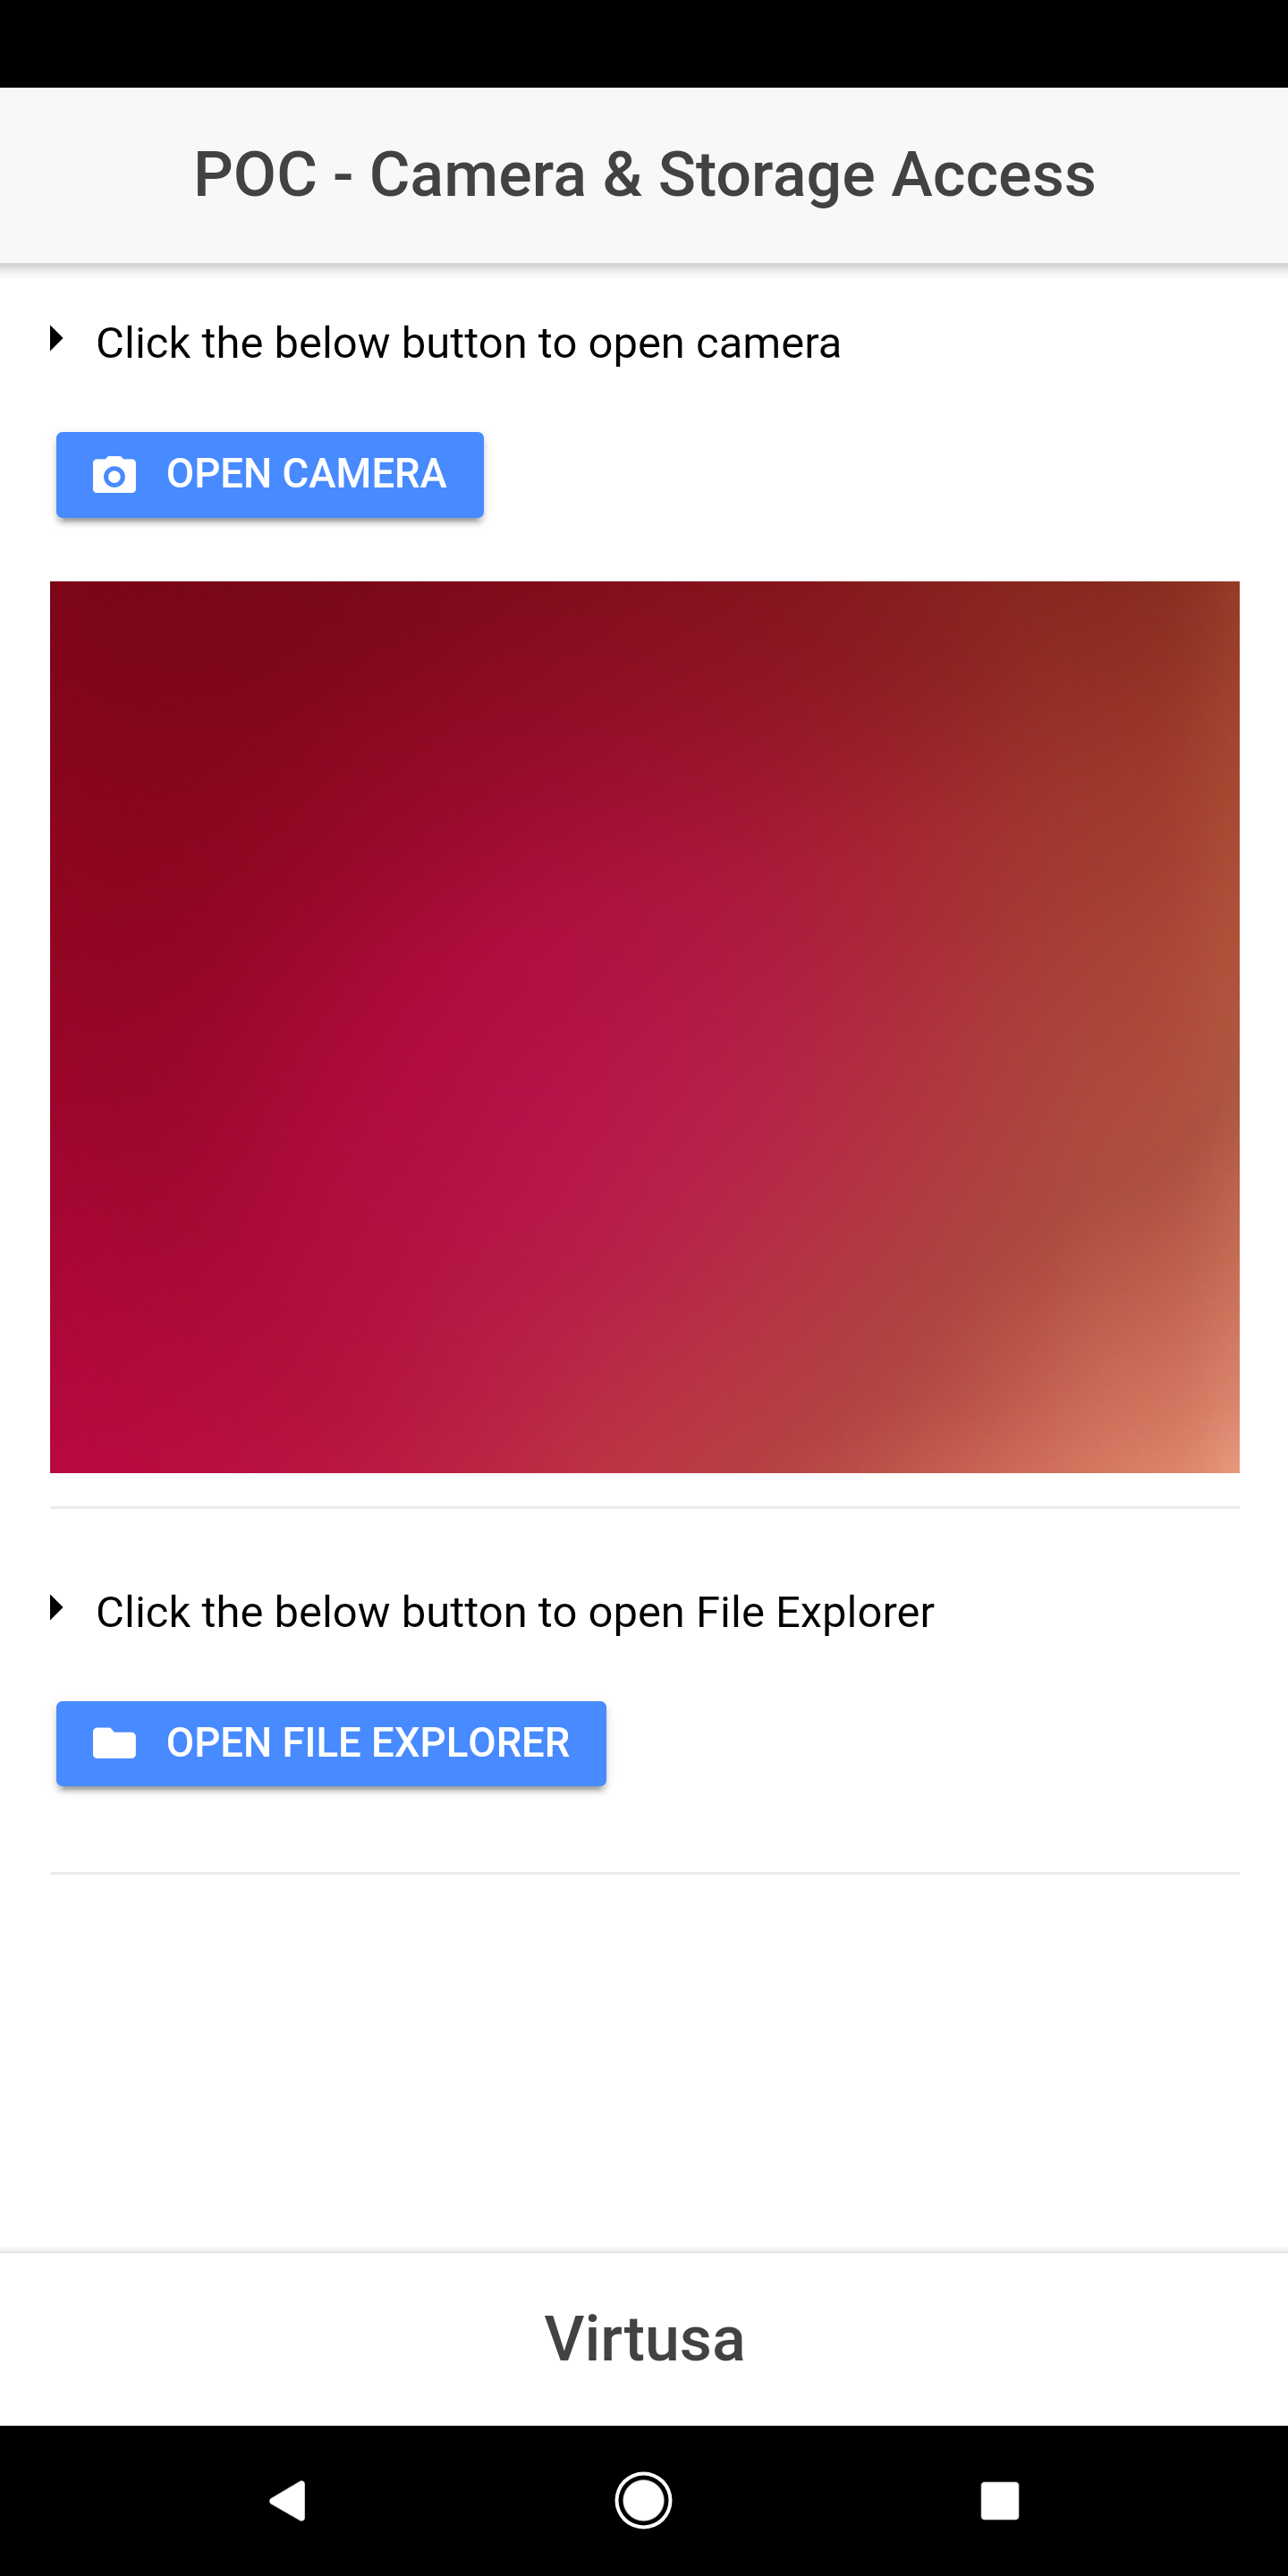 POC - Camera & Storage Access
Click the below button to open camera
OPEN CAMERA
Click the below button to open File Explorer
OPEN FILE EXPLORER
Virtusa